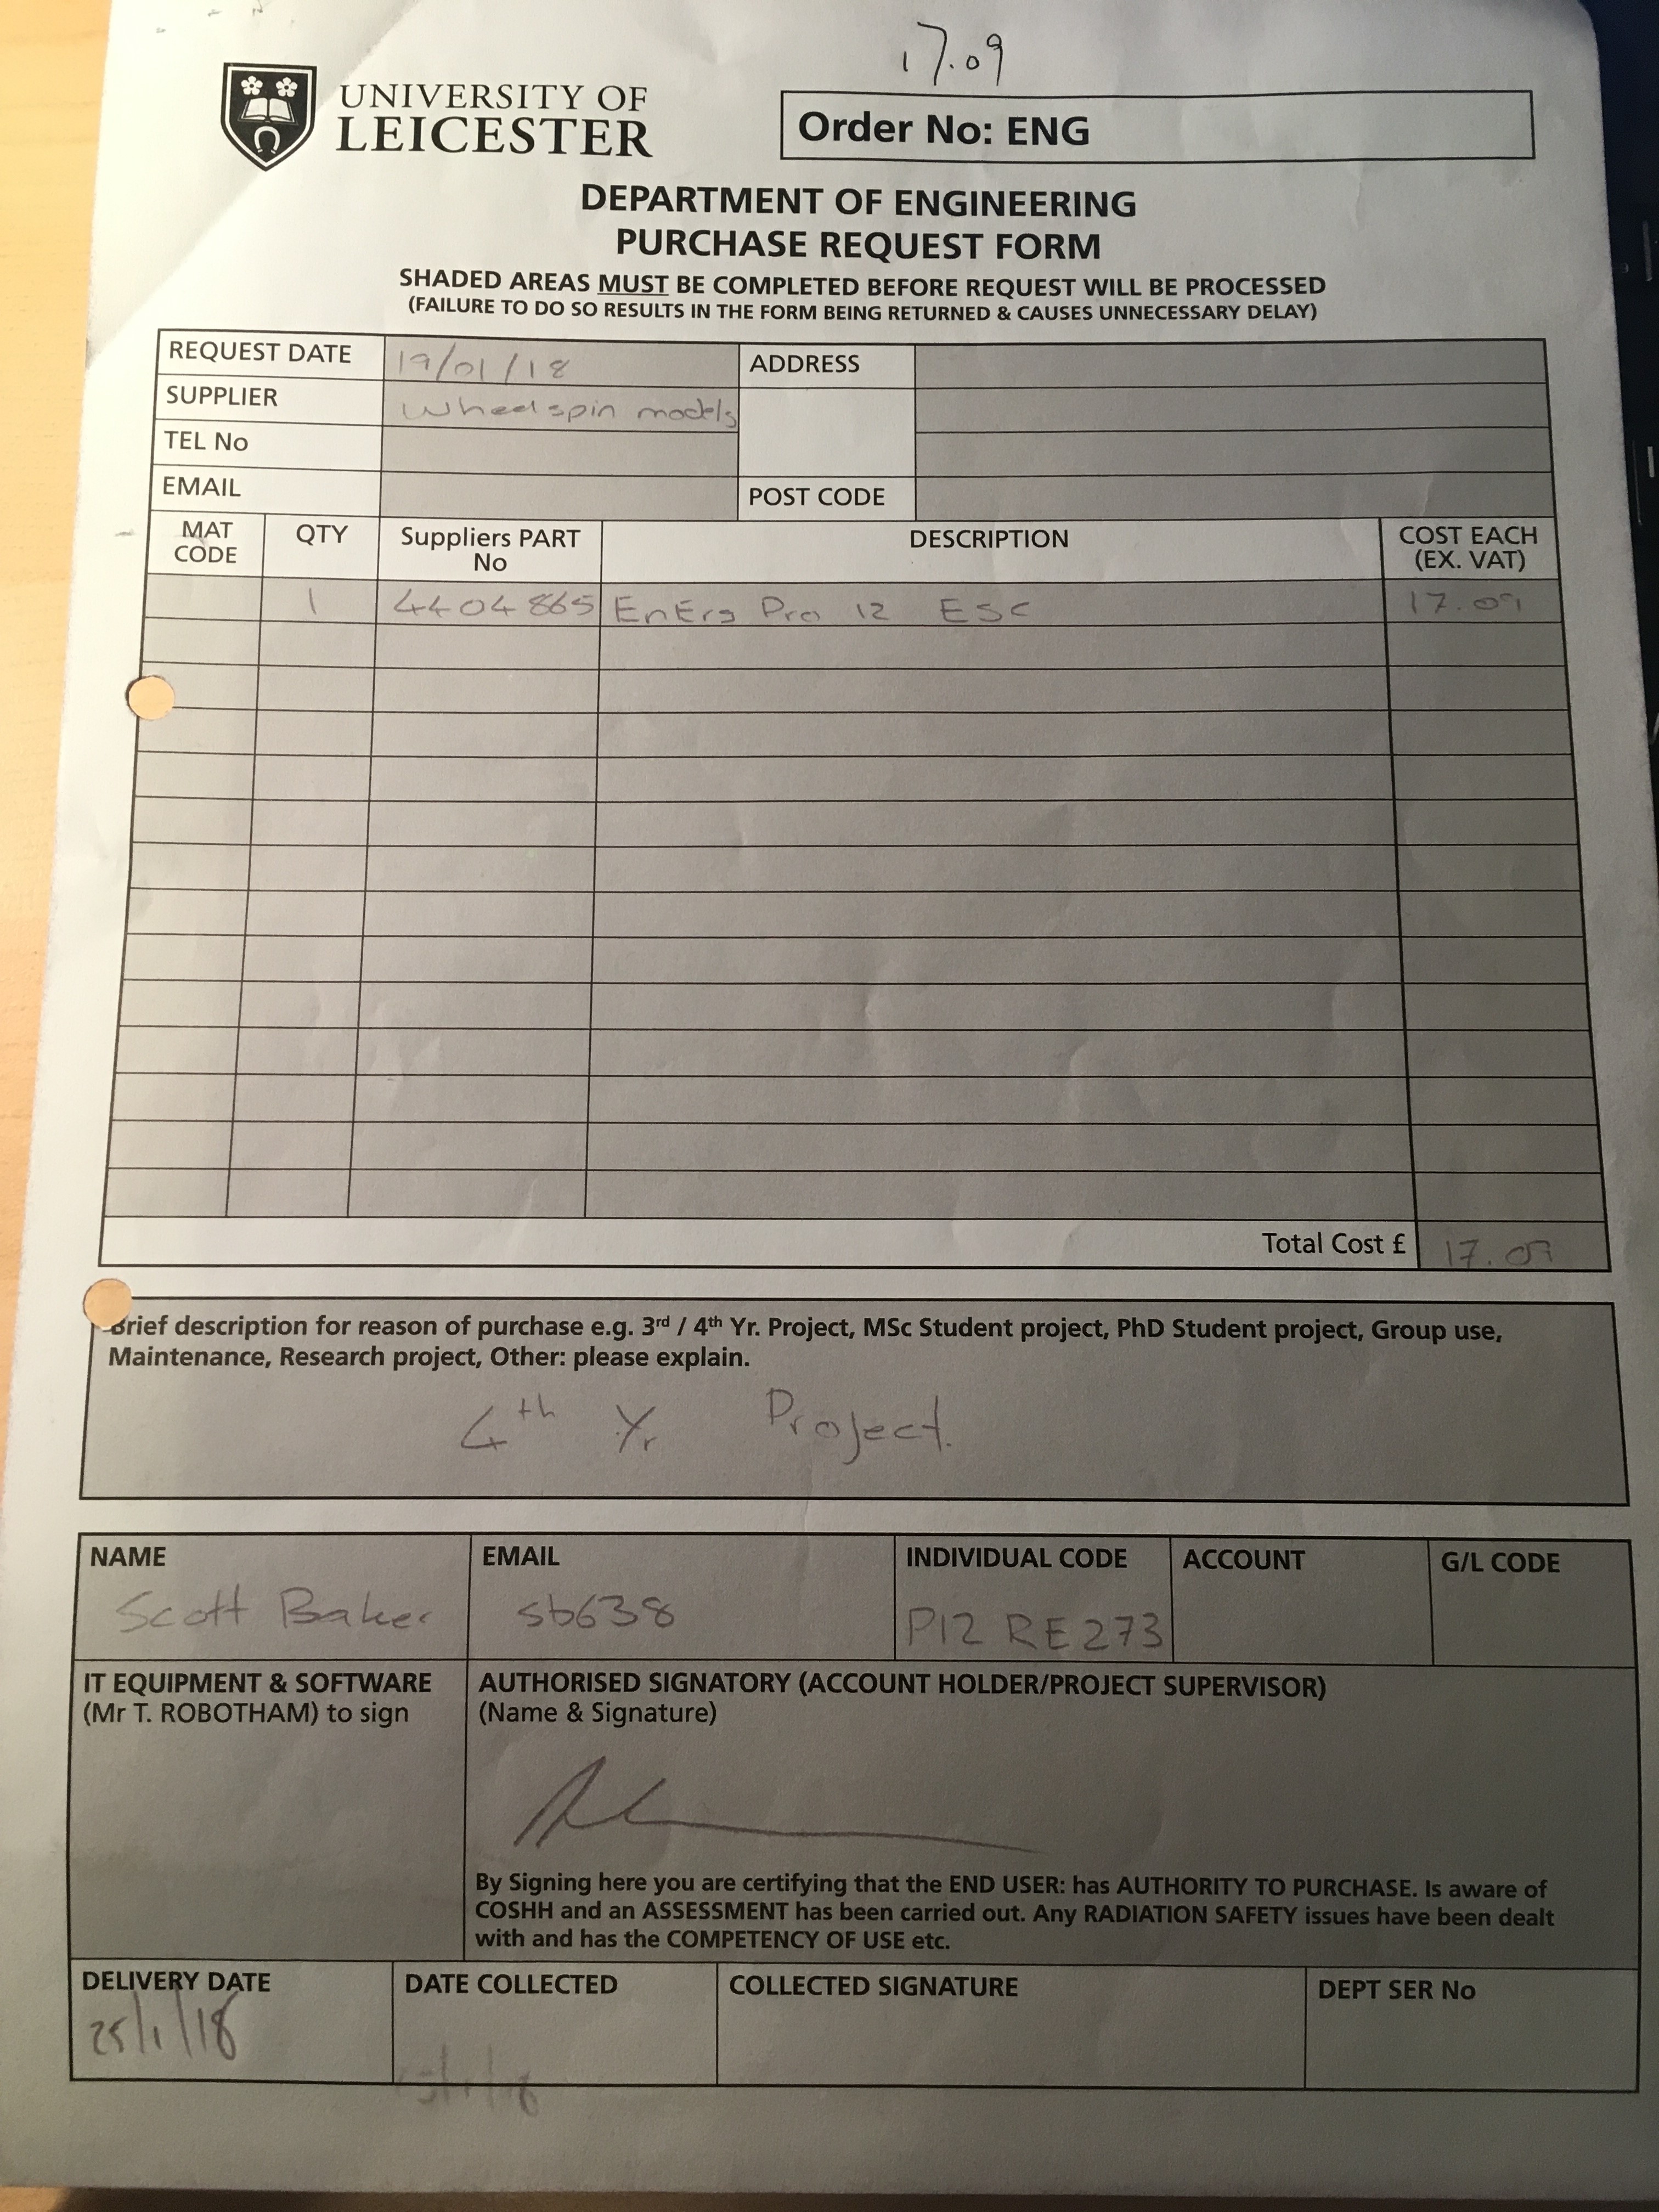 17.09
UNIVERSITY OF
LEICESTER
Order No: ENG
DEPARTMENT OF ENGINEERING
PURCHASE REQUEST FORM
SHADED AREAS MUST BE COMPLETED BEFORE REQUEST WILL BE PROCESSED
(FAILURE TO DO SO RESULTS IN THE FORM BEING RETURNED & CAUSES UNNECESSARY DELAY)
REQUEST DATE 19/01/18 ADDRESS
SUPPLIER Wheelspin models
TEL No
EMAIL POST CODE
MAT CODE QTY Suppliers PART No DESCRIPTION COST EACH (EX. VAT)
1 4404865 EnErg Pro 12 ESC 17.09
Total Cost £ 17.09
Brief description for reason of purchase e.g. 3rd / 4th Yr. Project, MSc Student project, PhD Student project, Group use,
Maintenance, Research project, Other: please explain.
4th Yr Project.
NAME EMAIL INDIVIDUAL CODE ACCOUNT G/L CODE
Scott Baker sb638 P12 RE273
IT EQUIPMENT & SOFTWARE
(Mr T. ROBOTHAM) to sign
AUTHORISED SIGNATORY (ACCOUNT HOLDER/PROJECT SUPERVISOR)
(Name & Signature)
By Signing here you are certifying that the END USER: has AUTHORITY TO PURCHASE. Is aware of
COSHH and an ASSESSMENT has been carried out. Any RADIATION SAFETY issues have been dealt
with and has the COMPETENCY OF USE etc.
DELIVERY DATE DATE COLLECTED COLLECTED SIGNATURE DEPT SER No
25/1/18